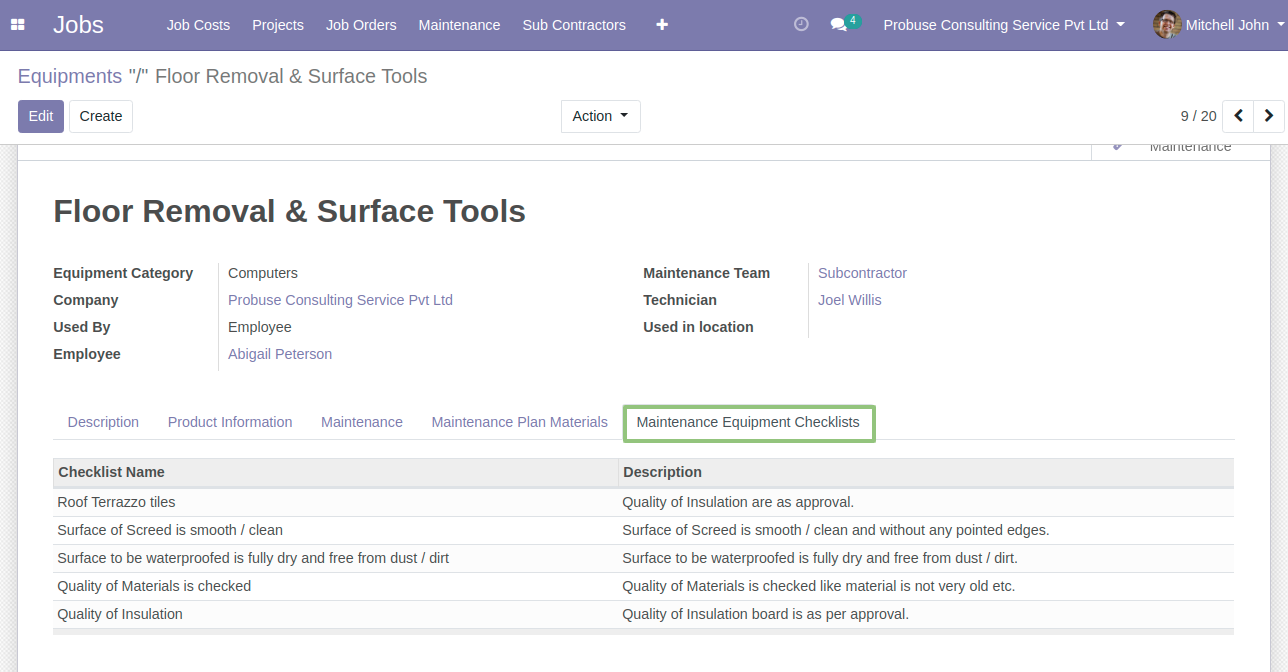 Jobs Job Costs Projects Job Orders Maintenance Sub Contractors 4 Probuse Consulting Service Pvt Ltd Mitchell John
Equipments "/" Floor Removal & Surface Tools
Edit Create Action 9 / 20
Maintenance
Floor Removal & Surface Tools
Equipment Category Computers Maintenance Team Subcontractor
Company Probuse Consulting Service Pvt Ltd Technician Joel Willis
Used By Employee Used in location
Employee Abigail Peterson
Description Product Information Maintenance Maintenance Plan Materials Maintenance Equipment Checklists
Checklist Name Description
Roof Terrazzo tiles Quality of Insulation are as approval.
Surface of Screed is smooth / clean Surface of Screed is smooth / clean and without any pointed edges.
Surface to be waterproofed is fully dry and free from dust / dirt Surface to be waterproofed is fully dry and free from dust / dirt.
Quality of Materials is checked Quality of Materials is checked like material is not very old etc.
Quality of Insulation Quality of Insulation board is as per approval.